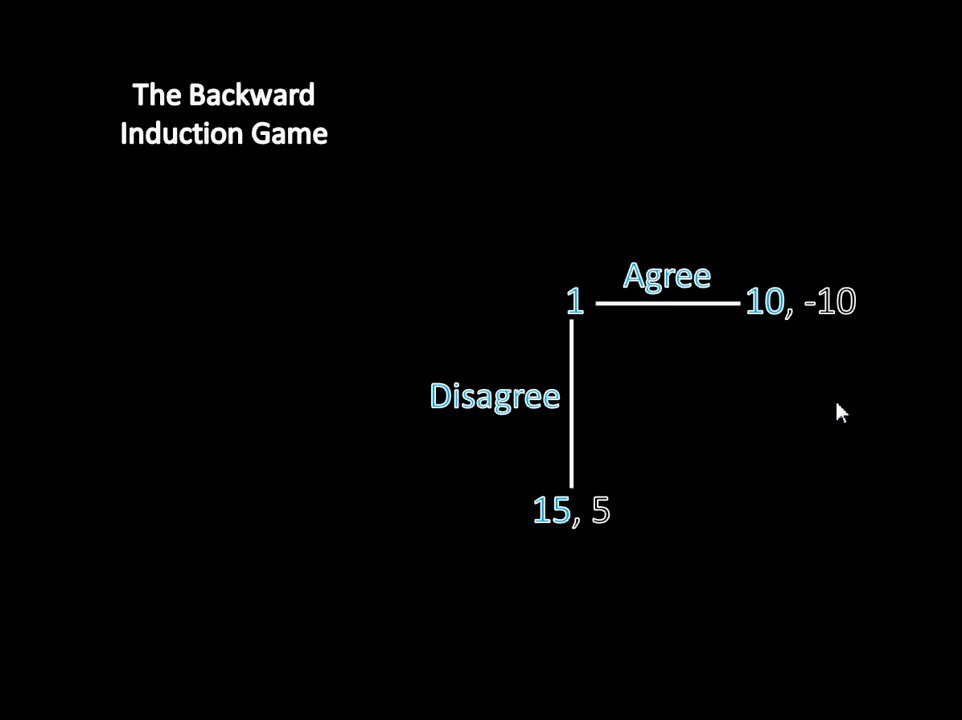 The Backward
Induction Game
Agree
1
10, -10
Disagree
15, 5